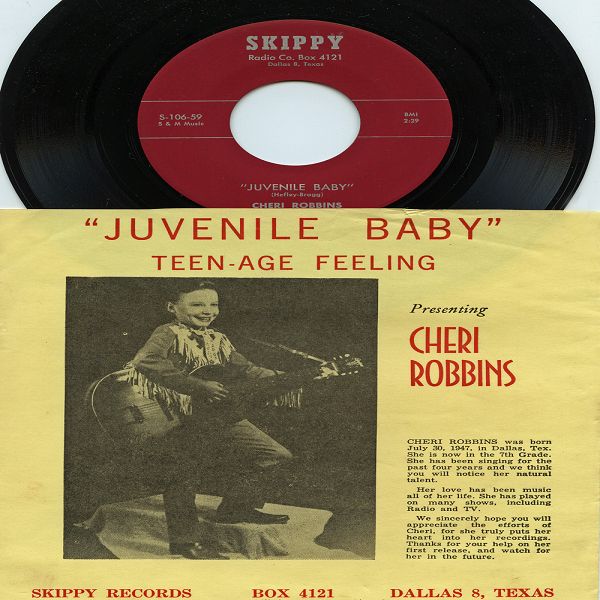 SKIPPY
Radio Co. Box 4121
Dallas 8, Texas
S-106-59
S & M Music
BMI
2:29
"JUVENILE BABY"
(Hefley-Bragg)
CHERI ROBBINS
"JUVENILE BABY"
TEEN-AGE FEELING
Presenting
CHERI
ROBBINS
CHERI ROBBINS was born
July 30, 1947, in Dallas, Tex.
She is now in the 7th Grade.
She has been singing for the
past four years and we think
you will notice her natural
talent.
Her love has been music
all of her life. She has played
on many shows, including
Radio and TV.
We sincerely hope you will
appreciate the efforts of
Cheri, for she truly puts her
heart into her recordings.
Thanks for your help on her
first release, and watch for
her in the future.
SKIPPY RECORDS BOX 4121 DALLAS 8, TEXAS